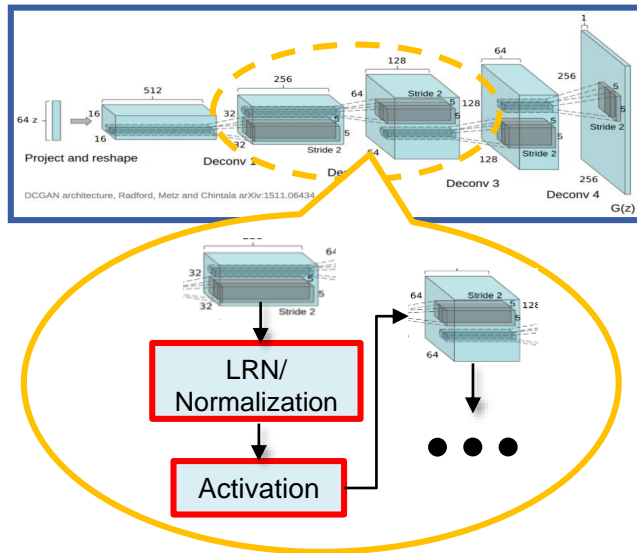 1
64
128
256
512
256
64
128
5
5
Stride 2
16
32
5
5
64 z
16
5
5
Stride 2
5
5
Stride 2
32
Stride 2
Project and reshape
Deconv 1
64
128
256
Deconv 3
Deconv 4
DCGAN architecture, Radford, Metz and Chintala arXiv:1511.06434
G(z)
64
32
5
5
32
Stride 2
64
Stride 2
5
5
128
64
LRN/
Normalization
Activation